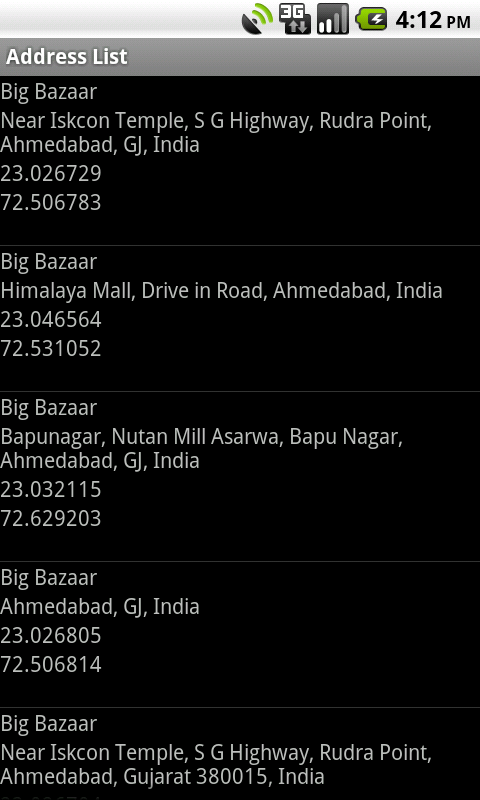 3G
4:12 PM
Address List
Big Bazaar
Near Iskcon Temple, S G Highway, Rudra Point,
Ahmedabad, GJ, India
23.026729
72.506783
Big Bazaar
Himalaya Mall, Drive in Road, Ahmedabad, India
23.046564
72.531052
Big Bazaar
Bapunagar, Nutan Mill Asarwa, Bapu Nagar,
Ahmedabad, GJ, India
23.032115
72.629203
Big Bazaar
Ahmedabad, GJ, India
23.026805
72.506814
Big Bazaar
Near Iskcon Temple, S G Highway, Rudra Point,
Ahmedabad, Gujarat 380015, India